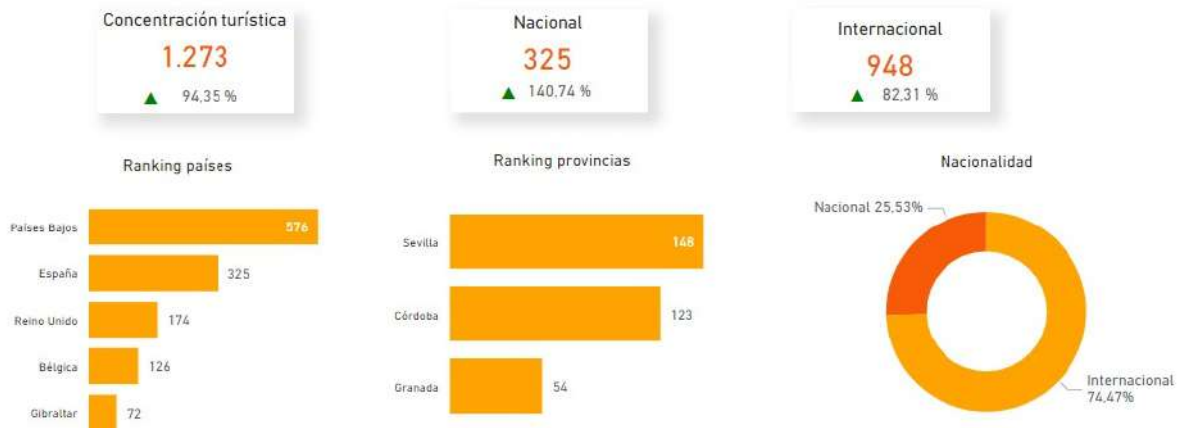 Concentración turística
1.273
▲ 94,35 %
Nacional
325
▲ 140,74 %
Internacional
948
▲ 82,31 %
Ranking países
Países Bajos 576
España 325
Reino Unido 174
Bélgica 126
Gibraltar 72
Ranking provincias
Sevilla 148
Córdoba 123
Granada 54
Nacionalidad
Nacional 25,53%
Internacional
74,47%